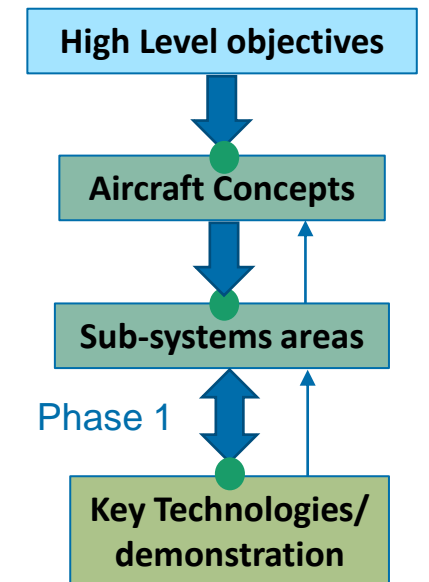 High Level objectives
Aircraft Concepts
Sub-systems areas
Phase 1
Key Technologies/
demonstration